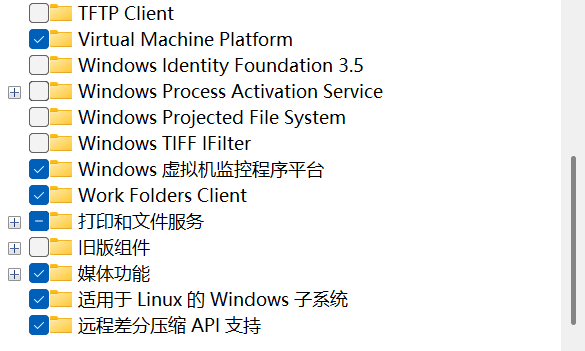 TFTP Client
Virtual Machine Platform
Windows Identity Foundation 3.5
Windows Process Activation Service
Windows Projected File System
Windows TIFF IFilter
Windows 虚拟机监控程序平台
Work Folders Client
打印和文件服务
旧版组件
媒体功能
适用于 Linux 的 Windows 子系统
远程差分压缩 API 支持